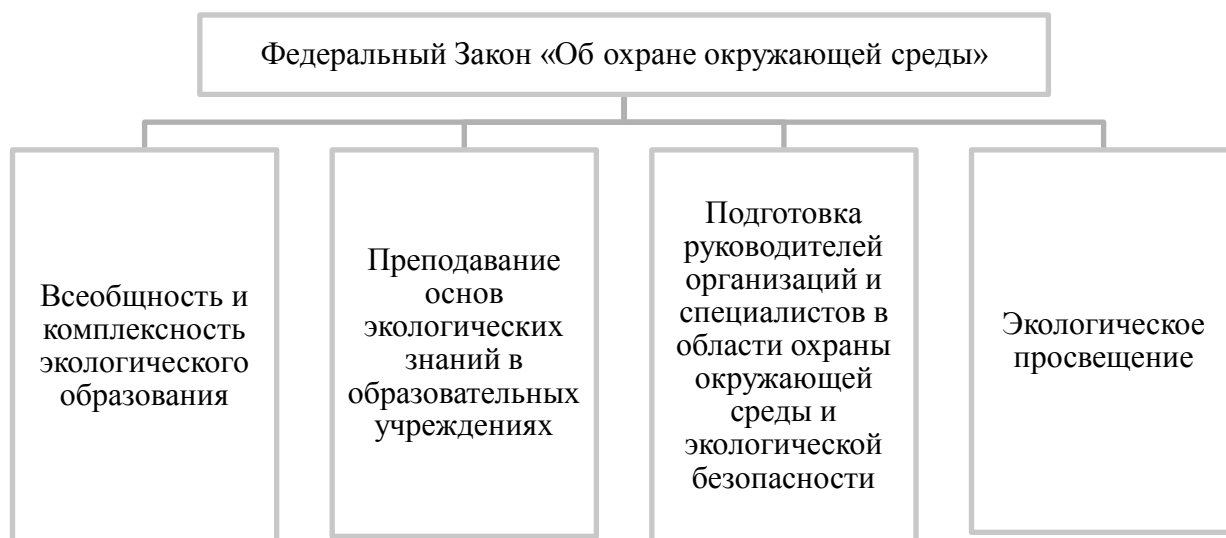 Федеральный Закон «Об охране окружающей среды»
Всеобщность и
комплексность
экологического
образования
Преподавание
основ
экологических
знаний в
образовательных
учреждениях
Подготовка
руководителей
организаций и
специалистов в
области охраны
окружающей
среды и
экологической
безопасности
Экологическое
просвещение